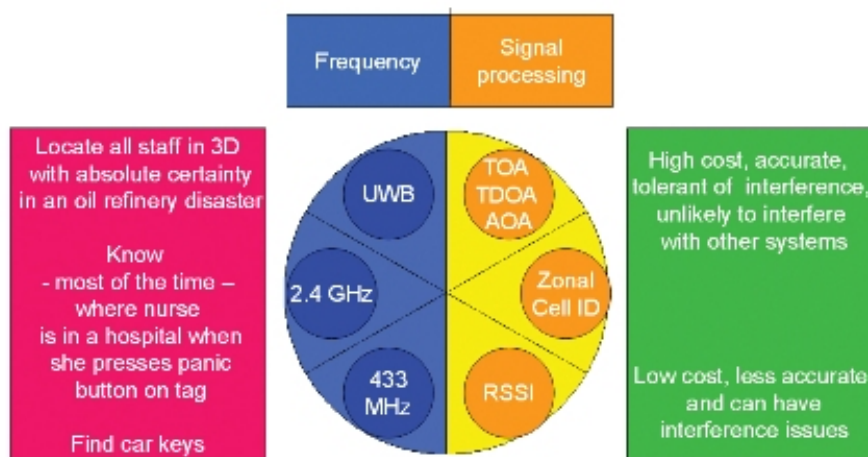 Frequency
Signal
processing
Locate all staff in 3D
with absolute certainty
in an oil refinery disaster
Know
- most of the time –
where nurse
is in a hospital when
she presses panic
button on tag
Find car keys
UWB
2.4 GHz
433
MHz
TOA
TDOA
AOA
Zonal
Cell ID
RSSI
High cost, accurate,
tolerant of interference,
unlikely to interfere
with other systems
Low cost, less accurate
and can have
interference issues